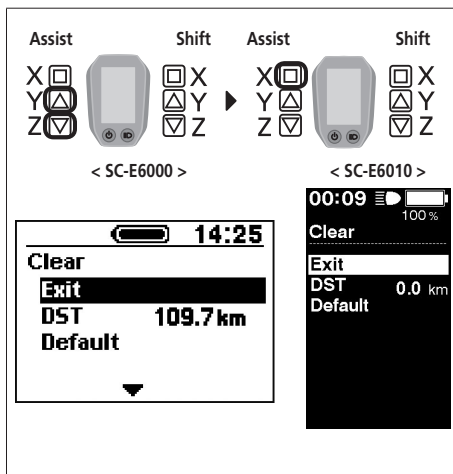 Assist Shift Assist Shift
X X X X
Y Y Y Y
Z Z Z Z
< SC-E6000 > < SC-E6010 >
14:25
Clear
Exit
DST 109.7 km
Default
00:09
100 %
Clear
Exit
DST 0.0 km
Default